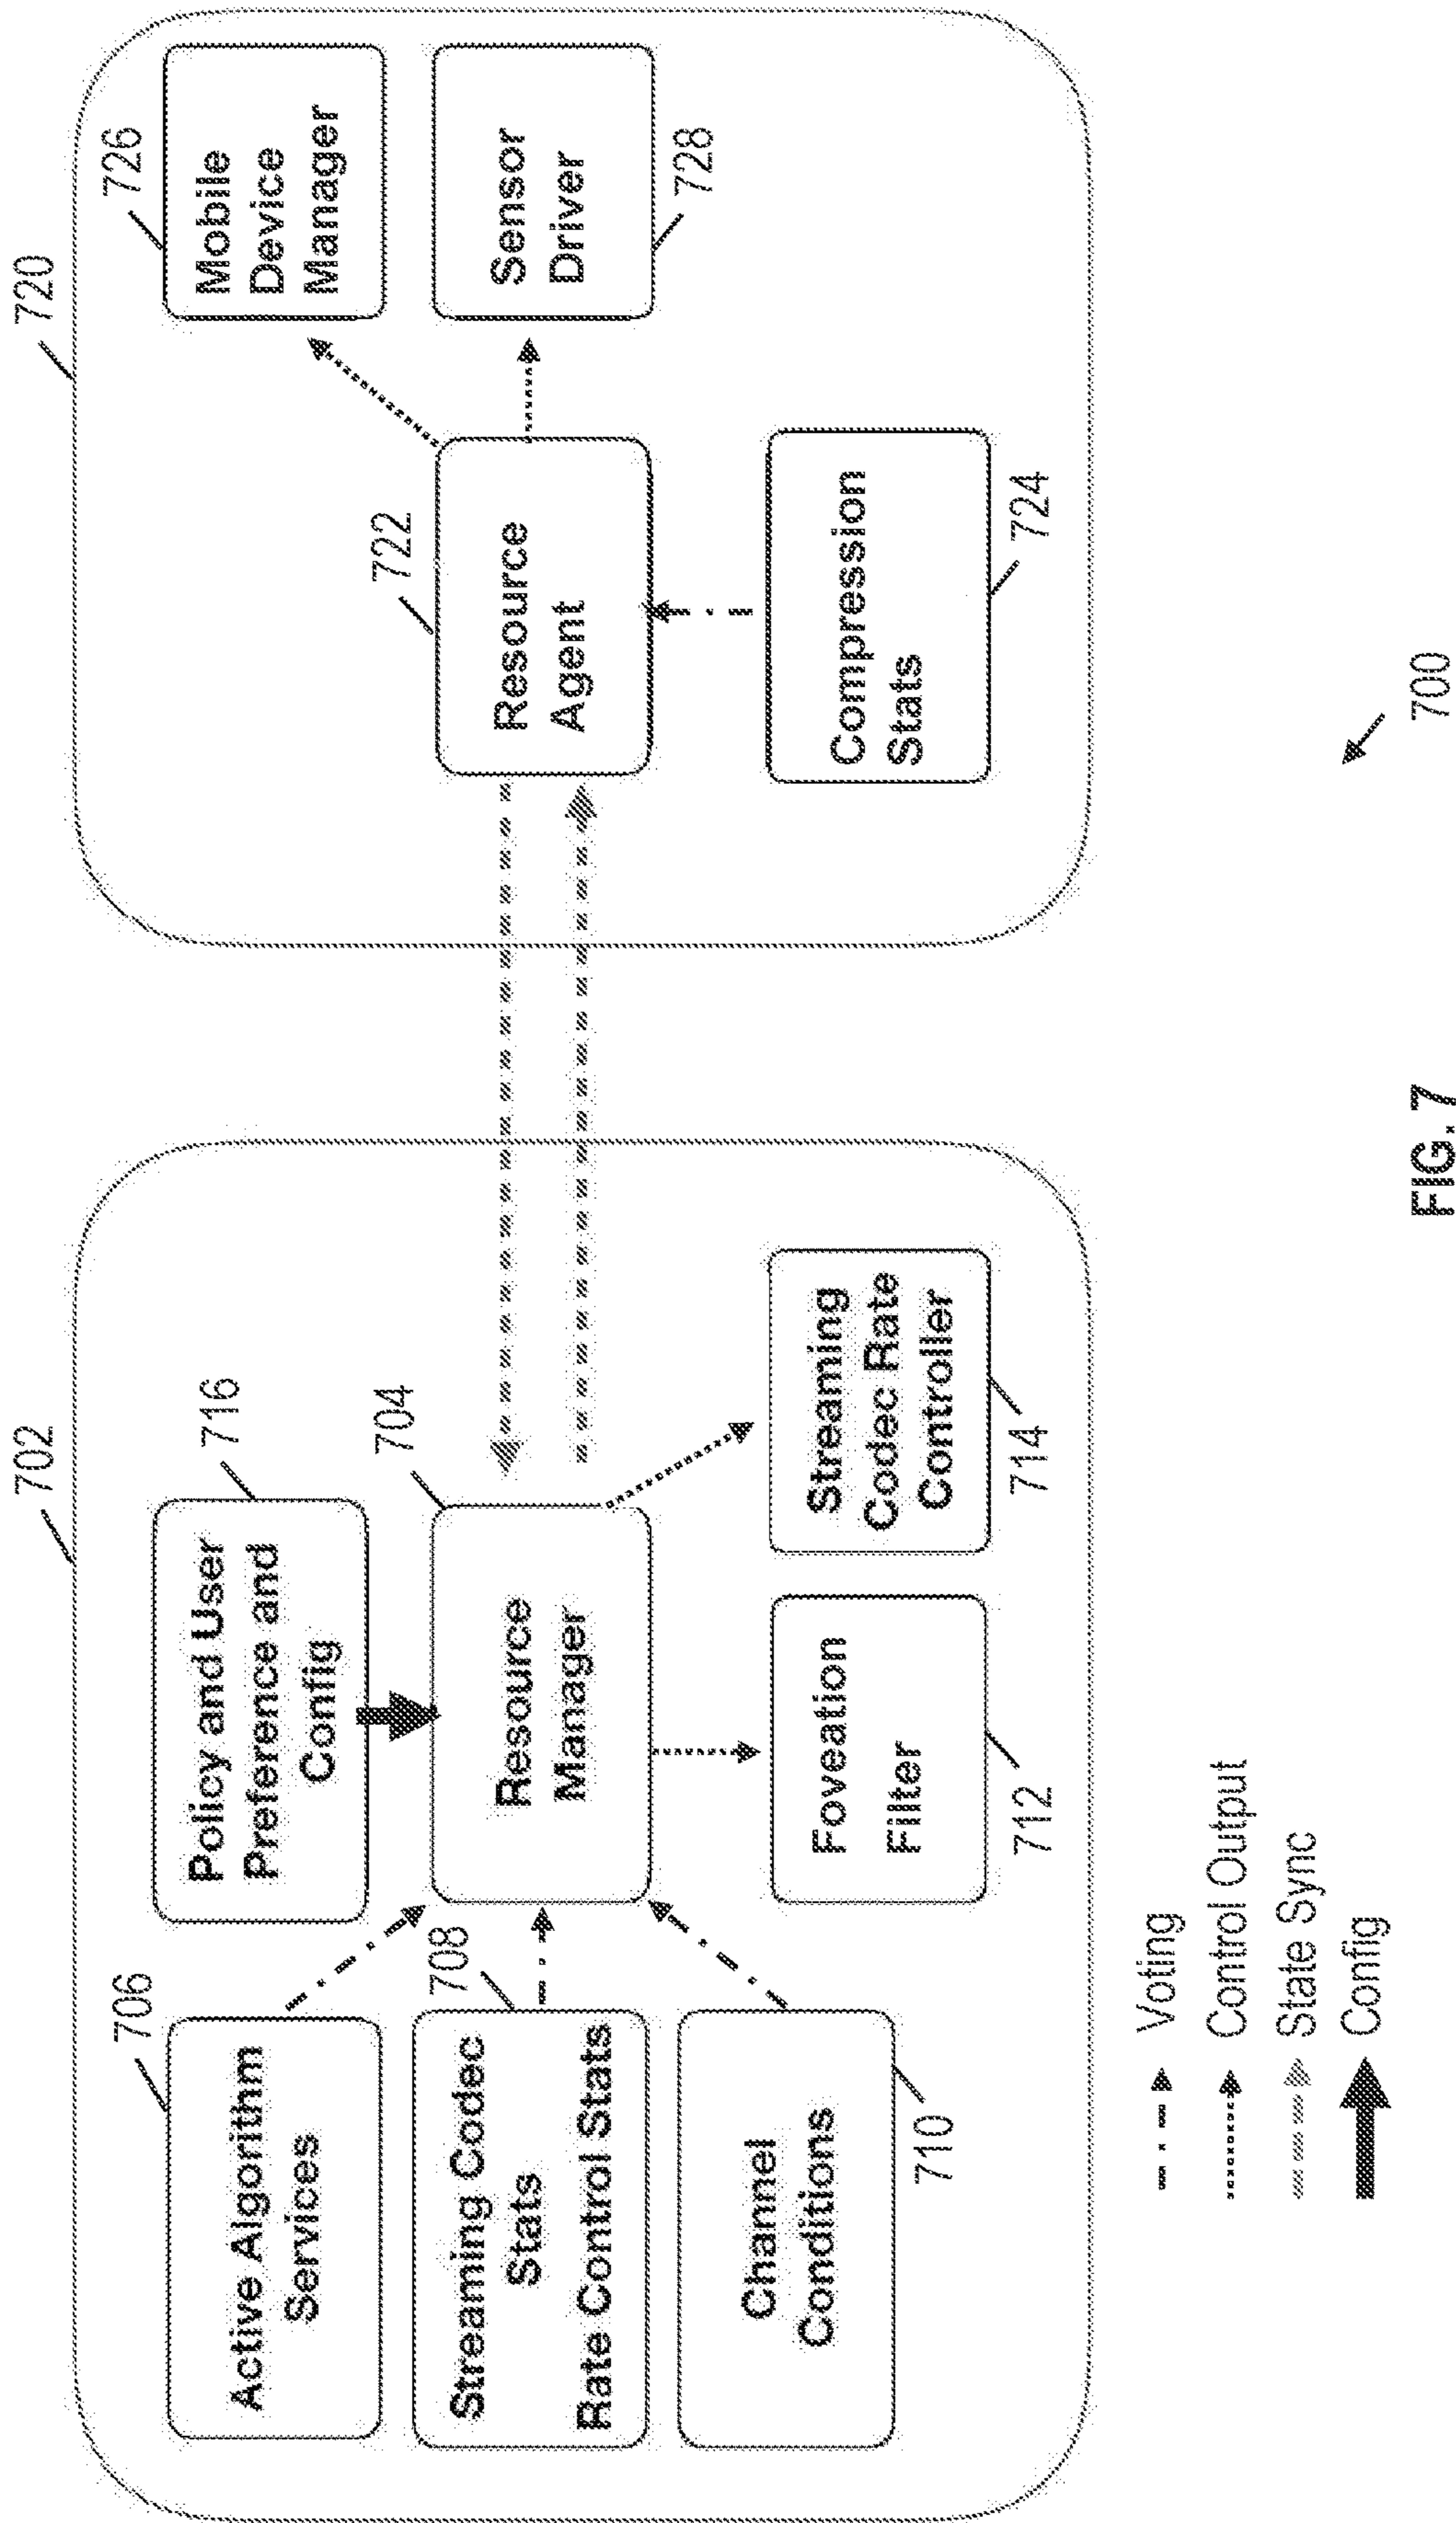 702
706
Active Algorithm
Services
708
Streaming Codec
Stats
Rate Control Stats
Channel
Conditions
710
716
Policy and User
Preference and
Config
704
Resource
Manager
Foveation
Filter
712
Streaming
Codec Rate
Controller
714
720
722
Resource
Agent
Compression
Stats
724
726
Mobile
Device
Manager
Sensor
Driver
728
Voting
Control Output
State Sync
Config
700
FIG. 7